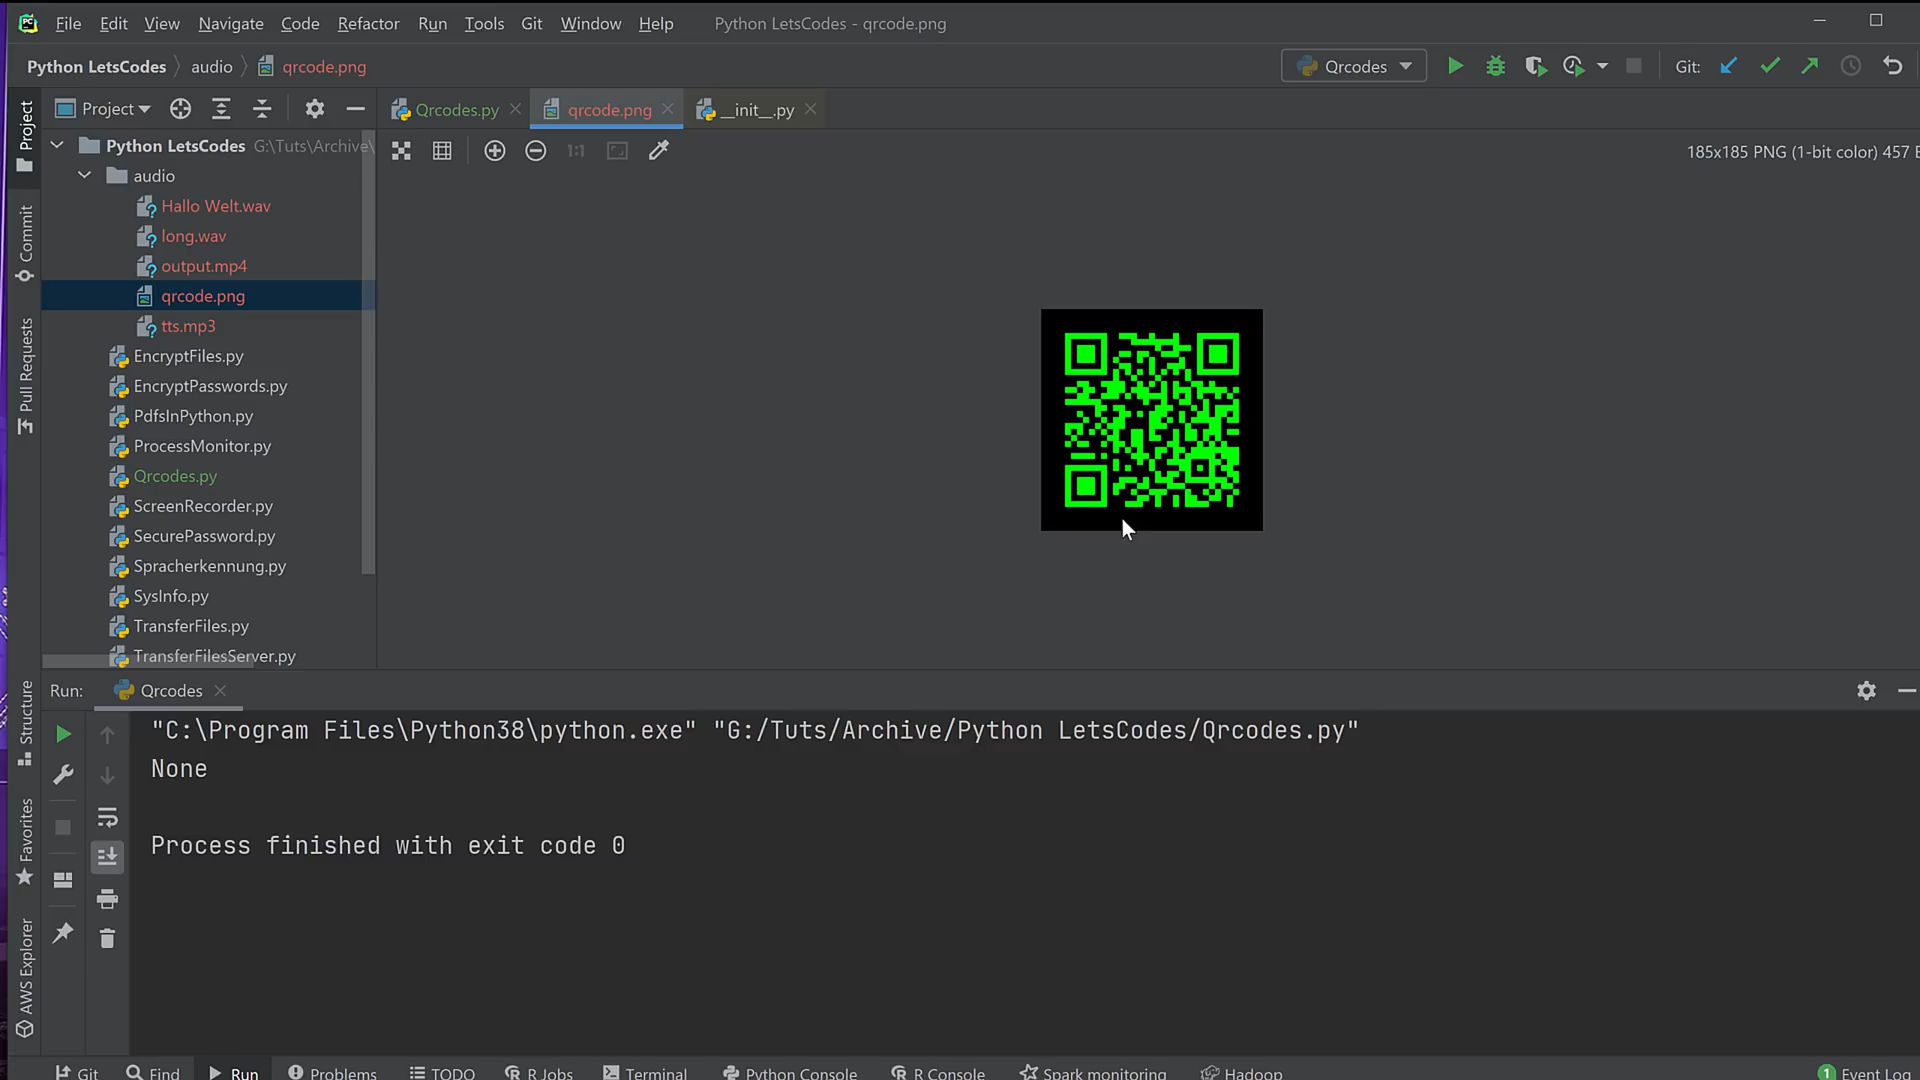 File Edit View Navigate Code Refactor Run Tools Git Window Help Python LetsCodes - qrcode.png
Python LetsCodes audio qrcode.png Qrcodes Git:
Project Qrcodes.py qrcode.png __init__.py
Project
Python LetsCodes G:\Tuts\Archive\
185x185 PNG (1-bit color) 457
audio
Hallo Welt.wav
long.wav
output.mp4
qrcode.png
tts.mp3
EncryptFiles.py
EncryptPasswords.py
PdfsInPython.py
ProcessMonitor.py
Qrcodes.py
ScreenRecorder.py
SecurePassword.py
Spracherkennung.py
SysInfo.py
TransferFiles.py
TransferFilesServer.py
Commit
Pull Requests
Structure
Favorites
AWS Explorer
Run: Qrcodes
"C:\Program Files\Python38\python.exe" "G:/Tuts/Archive/Python LetsCodes/Qrcodes.py"
None
Process finished with exit code 0
Git Find Run Problems TODO R Jobs Terminal Python Console R Console Spark monitoring Hadoop 1 Event Log